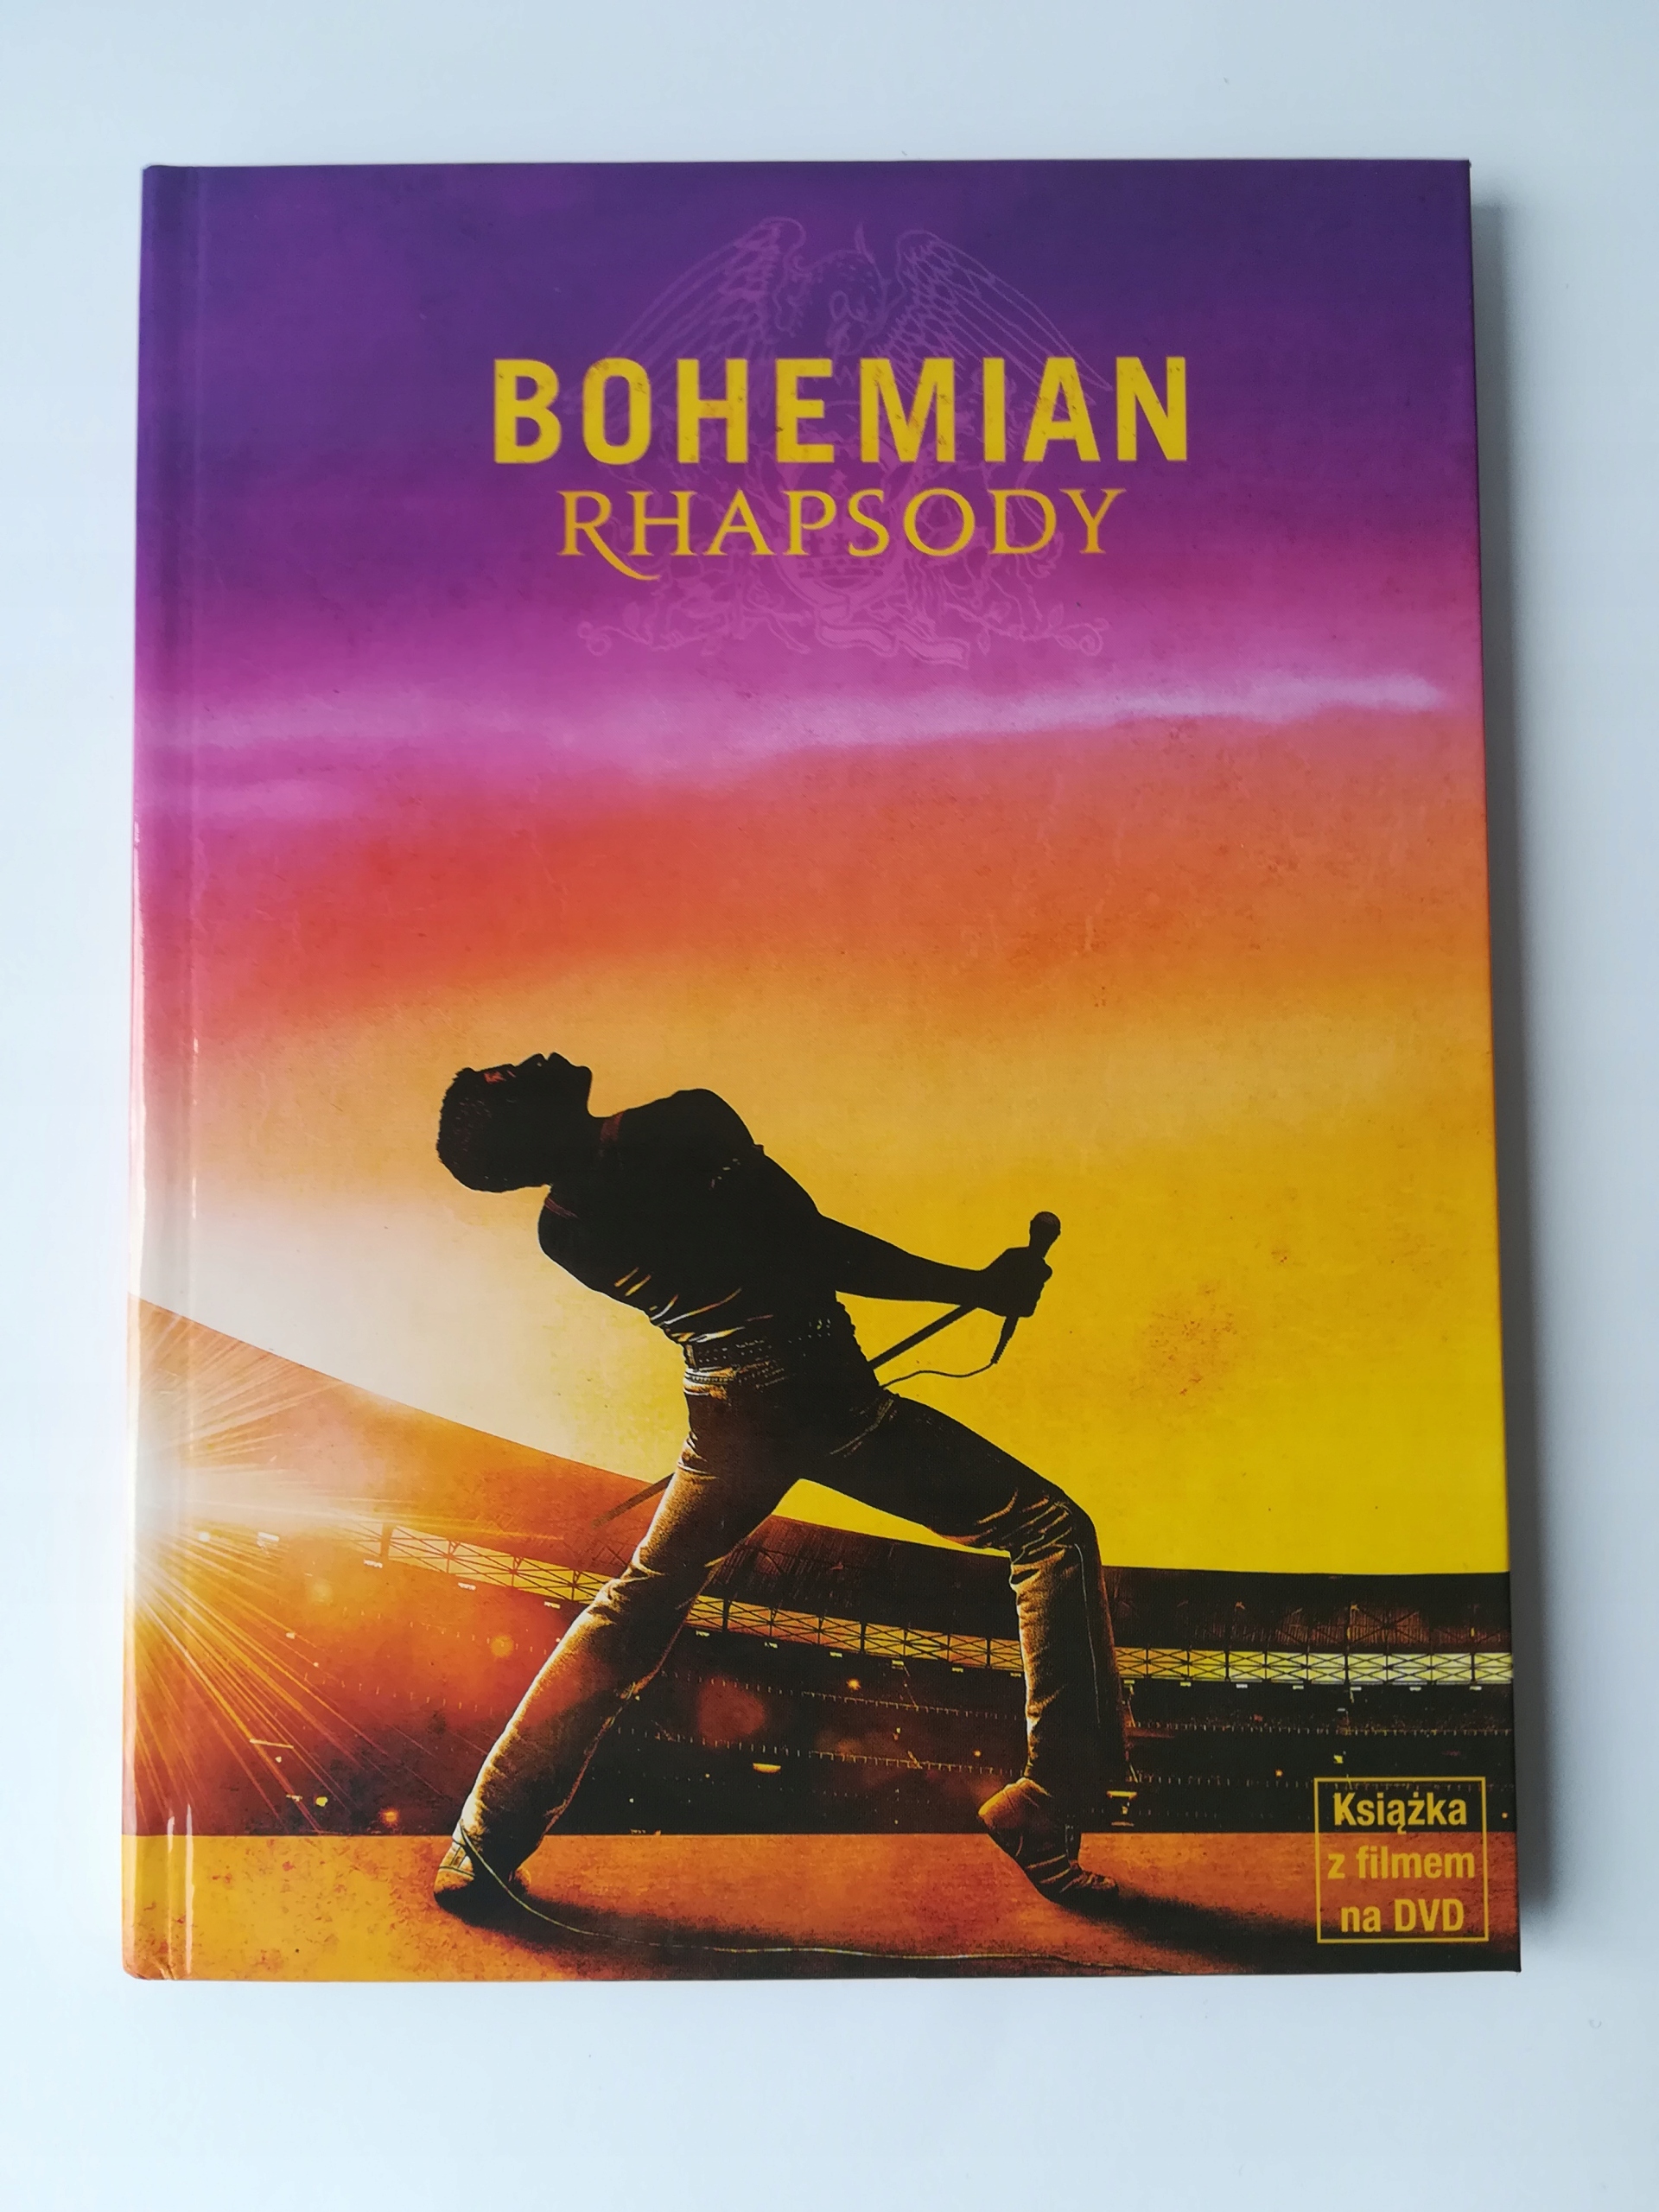 BOHEMIAN
RHAPSODY
Książka
z filmem
na DVD